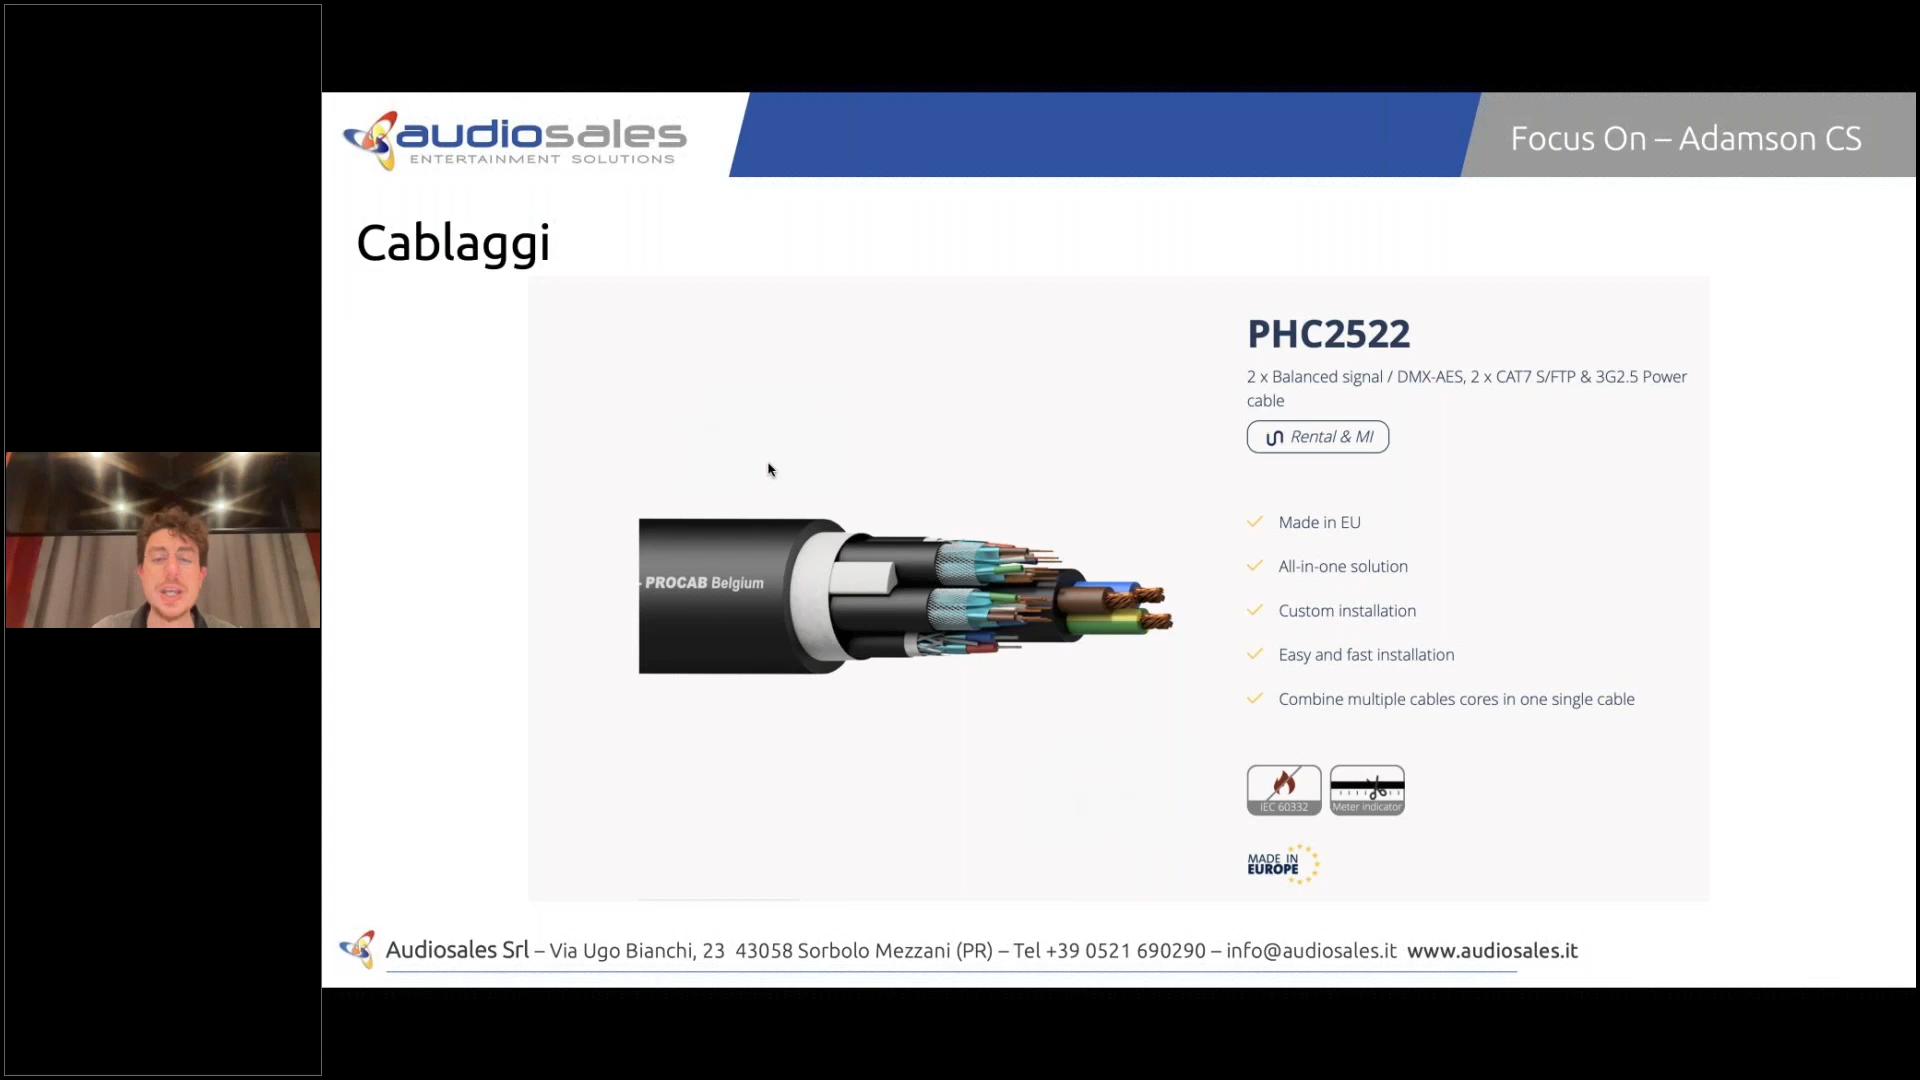 audiosales
ENTERTAINMENT SOLUTIONS
Focus On – Adamson CS
Cablaggi
PHC2522
2 x Balanced signal / DMX-AES, 2 x CAT7 S/FTP & 3G2.5 Power
cable
Rental & MI
Made in EU
All-in-one solution
- PROCAB Belgium
Custom installation
Easy and fast installation
Combine multiple cables cores in one single cable
IEC 60332
Meter indicator
MADE IN
EUROPE
Audiosales Srl – Via Ugo Bianchi, 23 43058 Sorbolo Mezzani (PR) – Tel +39 0521 690290 – info@audiosales.it www.audiosales.it